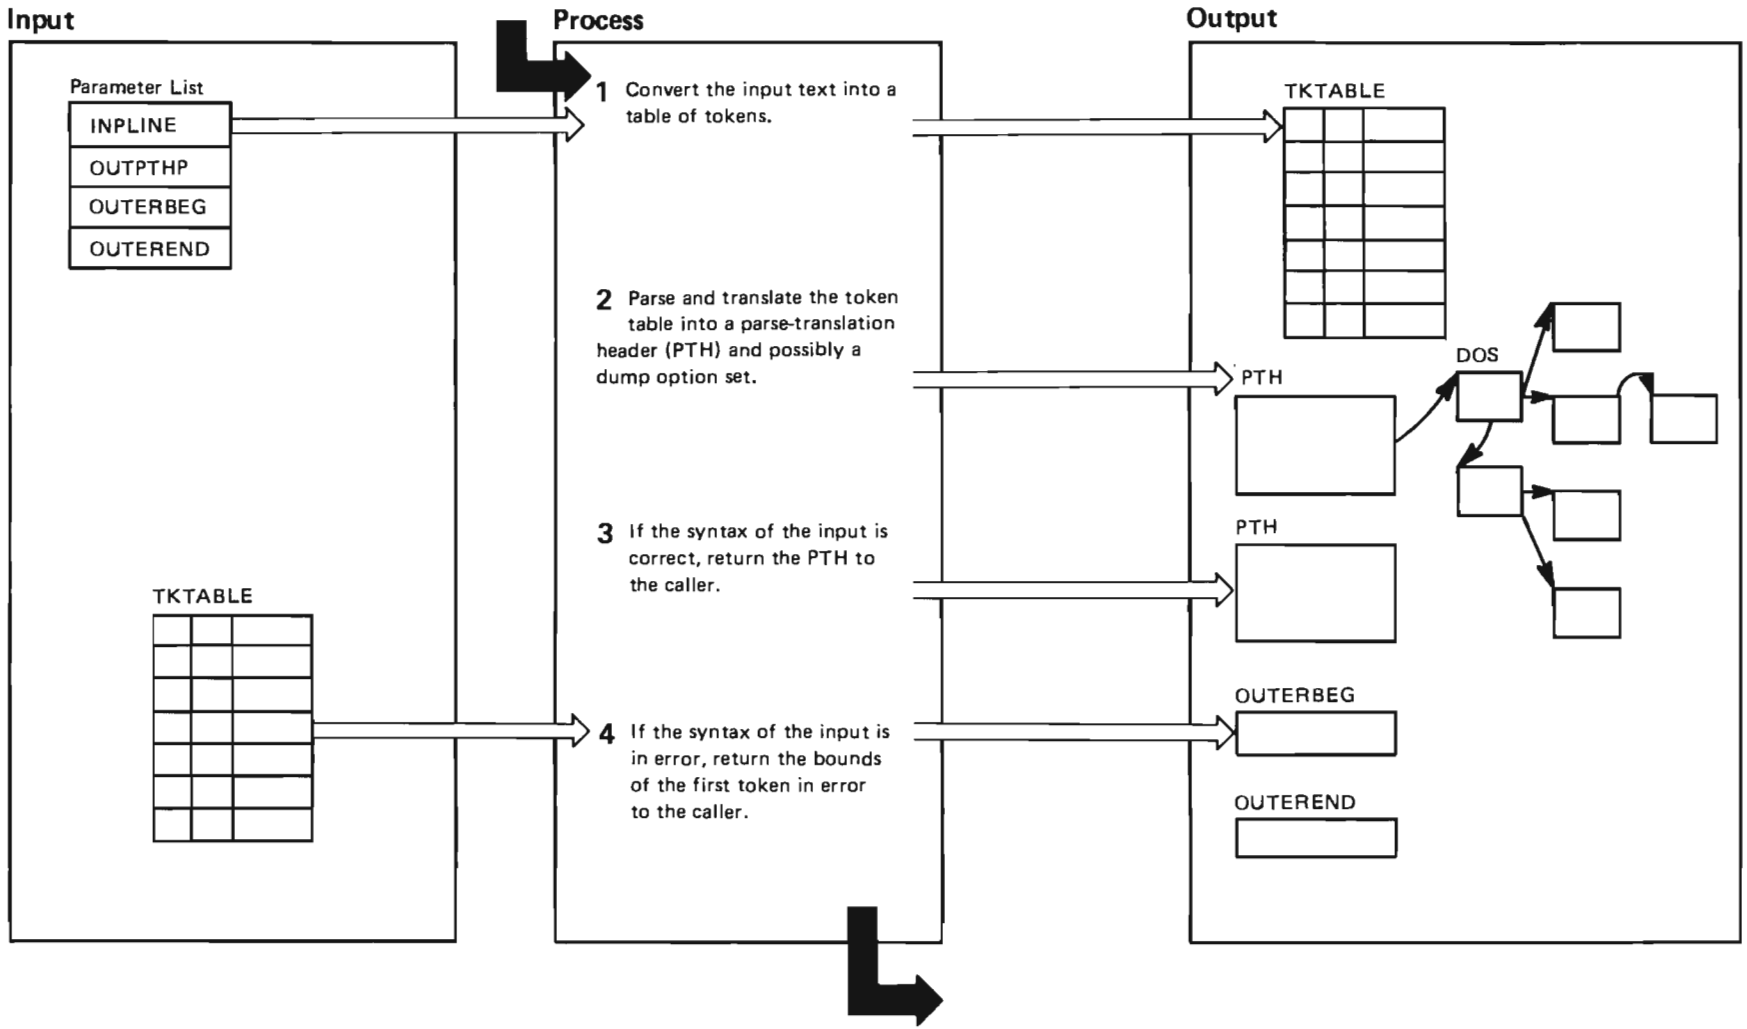 Input
Process
Output
Parameter List
INPLINE
OUTPTHP
OUTERBEG
OUTEREND
TKTABLE
1 Convert the input text into a
table of tokens.
2 Parse and translate the token
table into a parse-translation
header (PTH) and possibly a
dump option set.
3 If the syntax of the input is
correct, return the PTH to
the caller.
4 If the syntax of the input is
in error, return the bounds
of the first token in error
to the caller.
TKTABLE
DOS
PTH
PTH
OUTERBEG
OUTEREND